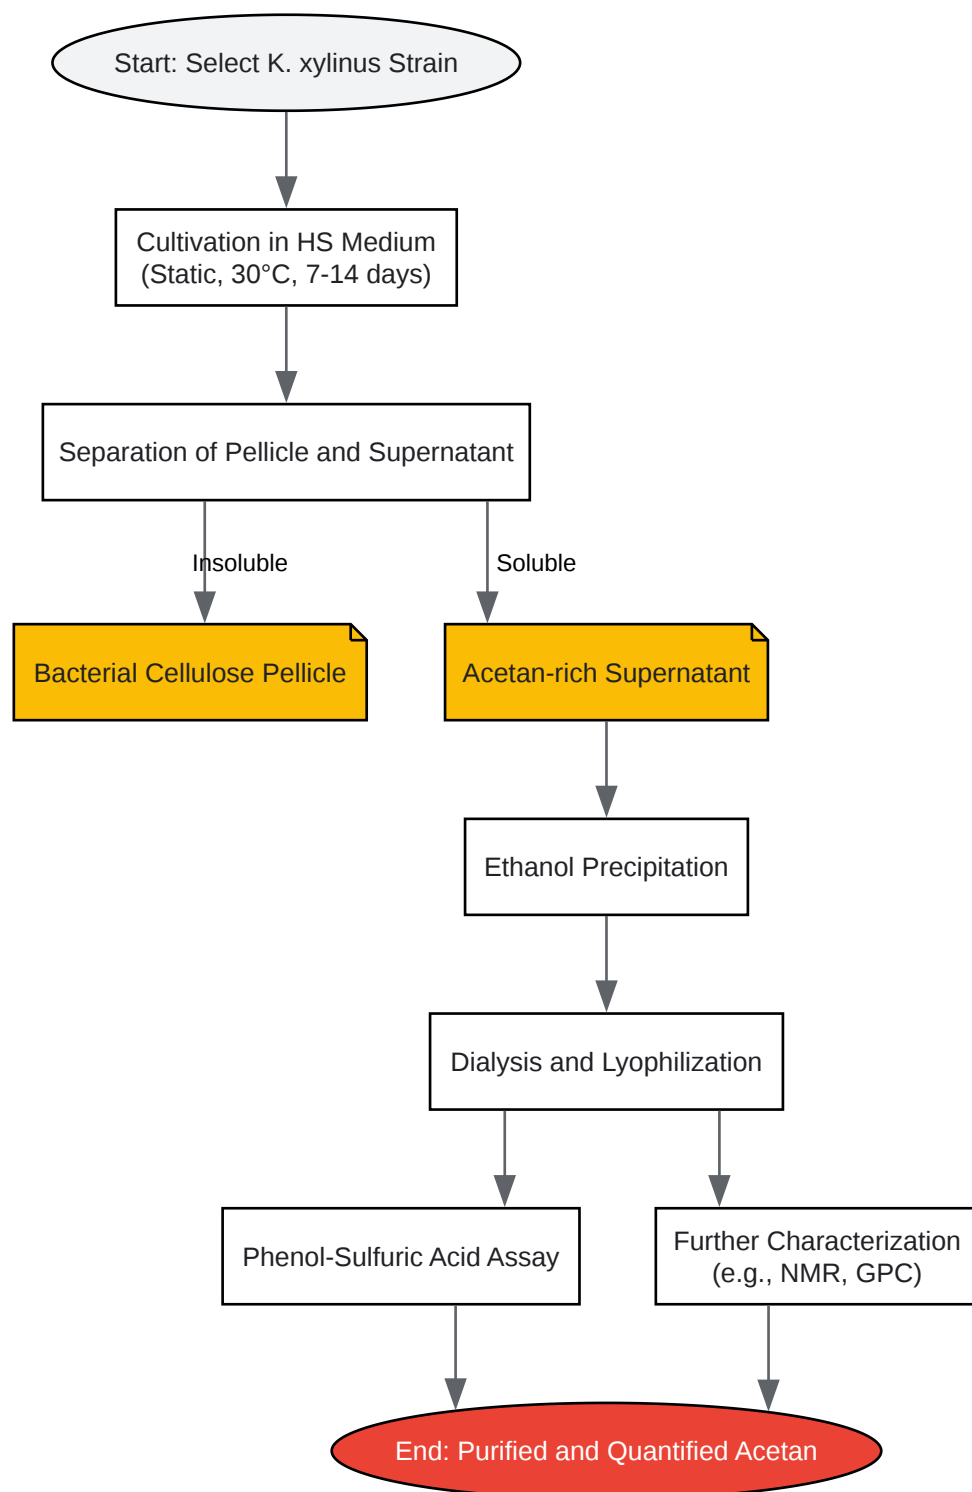 Start: Select K. xylinus Strain
Cultivation in HS Medium
(Static, 30°C, 7-14 days)
Separation of Pellicle and Supernatant
Insoluble
Soluble
Bacterial Cellulose Pellicle
Acetan-rich Supernatant
Ethanol Precipitation
Dialysis and Lyophilization
Phenol-Sulfuric Acid Assay
Further Characterization
(e.g., NMR, GPC)
End: Purified and Quantified Acetan